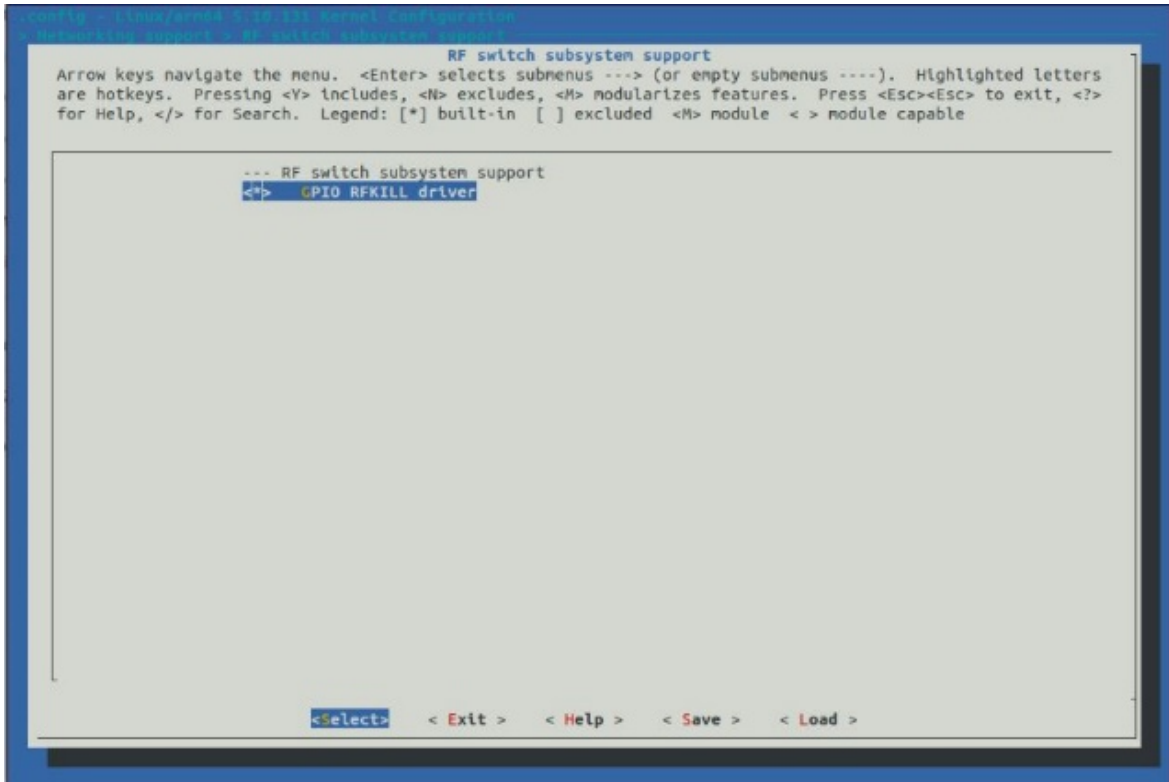 .config - Linux/arm64 5.10.131 Kernel Configuration
> Networking support > RF switch subsystem support
RF switch subsystem support
Arrow keys navigate the menu.  <Enter> selects submenus ---> (or empty submenus ----).  Highlighted letters
are hotkeys.  Pressing <Y> includes, <N> excludes, <M> modularizes features.  Press <Esc><Esc> to exit, <?>
for Help, </> for Search.  Legend: [*] built-in  [ ] excluded  <M> module  < > module capable
--- RF switch subsystem support
<*>   GPIO RFKILL driver
<Select>    < Exit >    < Help >    < Save >    < Load >